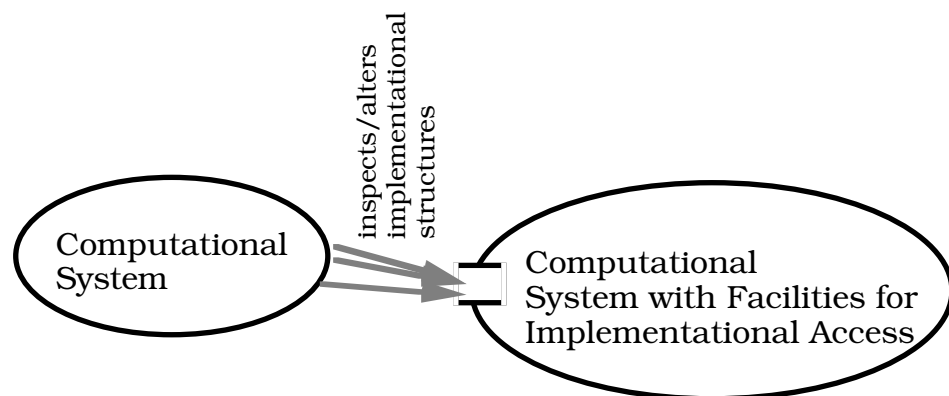 inspects/alters
implementational
structures
Computational
System
Computational
System with Facilities for
Implementational Access